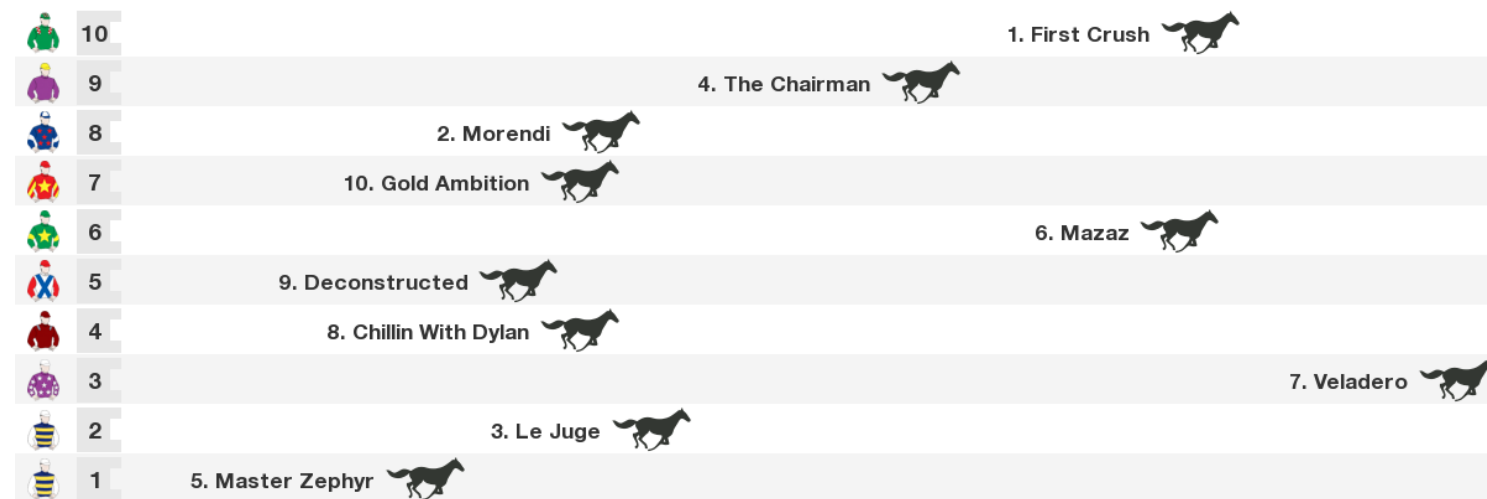 10 1. First Crush
9 4. The Chairman
8 2. Morendi
7 10. Gold Ambition
6 6. Mazaz
5 9. Deconstructed
4 8. Chillin With Dylan
3 7. Veladero
2 3. Le Juge
1 5. Master Zephyr